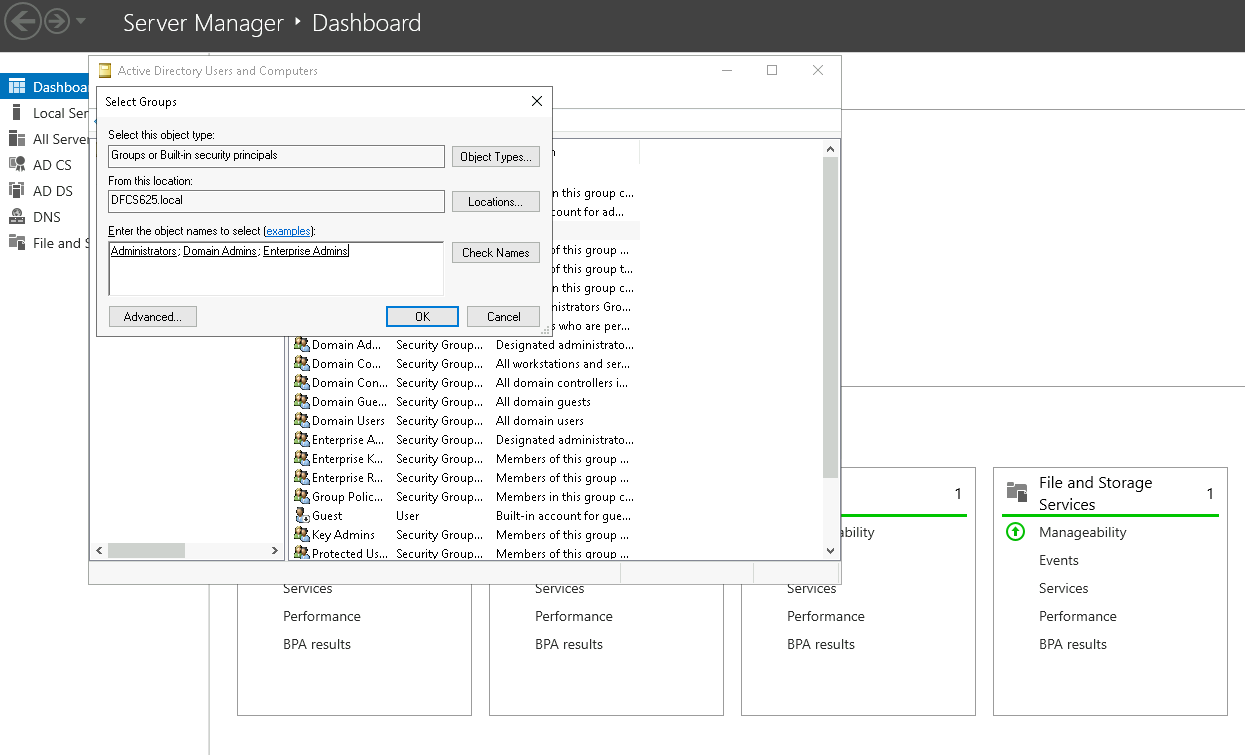 Server Manager ‣ Dashboard
Active Directory Users and Computers
Dashboa
Local Ser
All Server
AD CS
AD DS
DNS
File and S
Select Groups
Select this object type:
Groups or Built-in security principals
Object Types...
From this location:
DFCS625.local
Locations...
Enter the object names to select (examples):
Administrators; Domain Admins; Enterprise Admins
Check Names
Advanced...
OK
Cancel
n this group c...
count for ad...
of this group ...
of this group t...
n this group c...
nistrators Gro...
s who are per...
Domain Ad... Security Group... Designated administrato...
Domain Co... Security Group... All workstations and ser...
Domain Con... Security Group... All domain controllers i...
Domain Gue... Security Group... All domain guests
Domain Users Security Group... All domain users
Enterprise A... Security Group... Designated administrato...
Enterprise K... Security Group... Members of this group ...
Enterprise R... Security Group... Members of this group ...
Group Polic... Security Group... Members in this group c...
Guest User Built-in account for gue...
Key Admins Security Group... Members of this group ...
Protected Us... Security Group... Members of this group ...
Services
Performance
BPA results
Services
Performance
BPA results
1
ability
Services
Performance
BPA results
File and Storage
Services
1
Manageability
Events
Services
Performance
BPA results